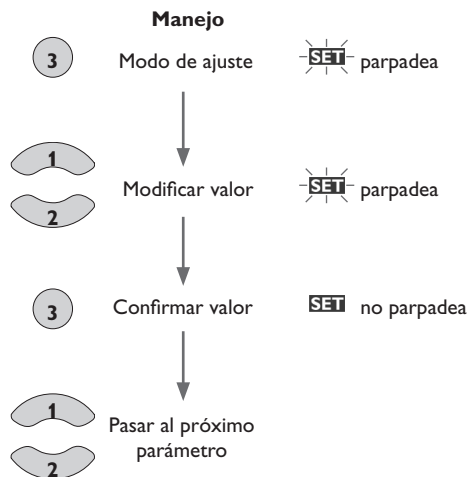 Manejo
3 Modo de ajuste SET parpadea
1
2
Modificar valor SET parpadea
3 Confirmar valor SET no parpadea
1
2
Pasar al próximo
parámetro